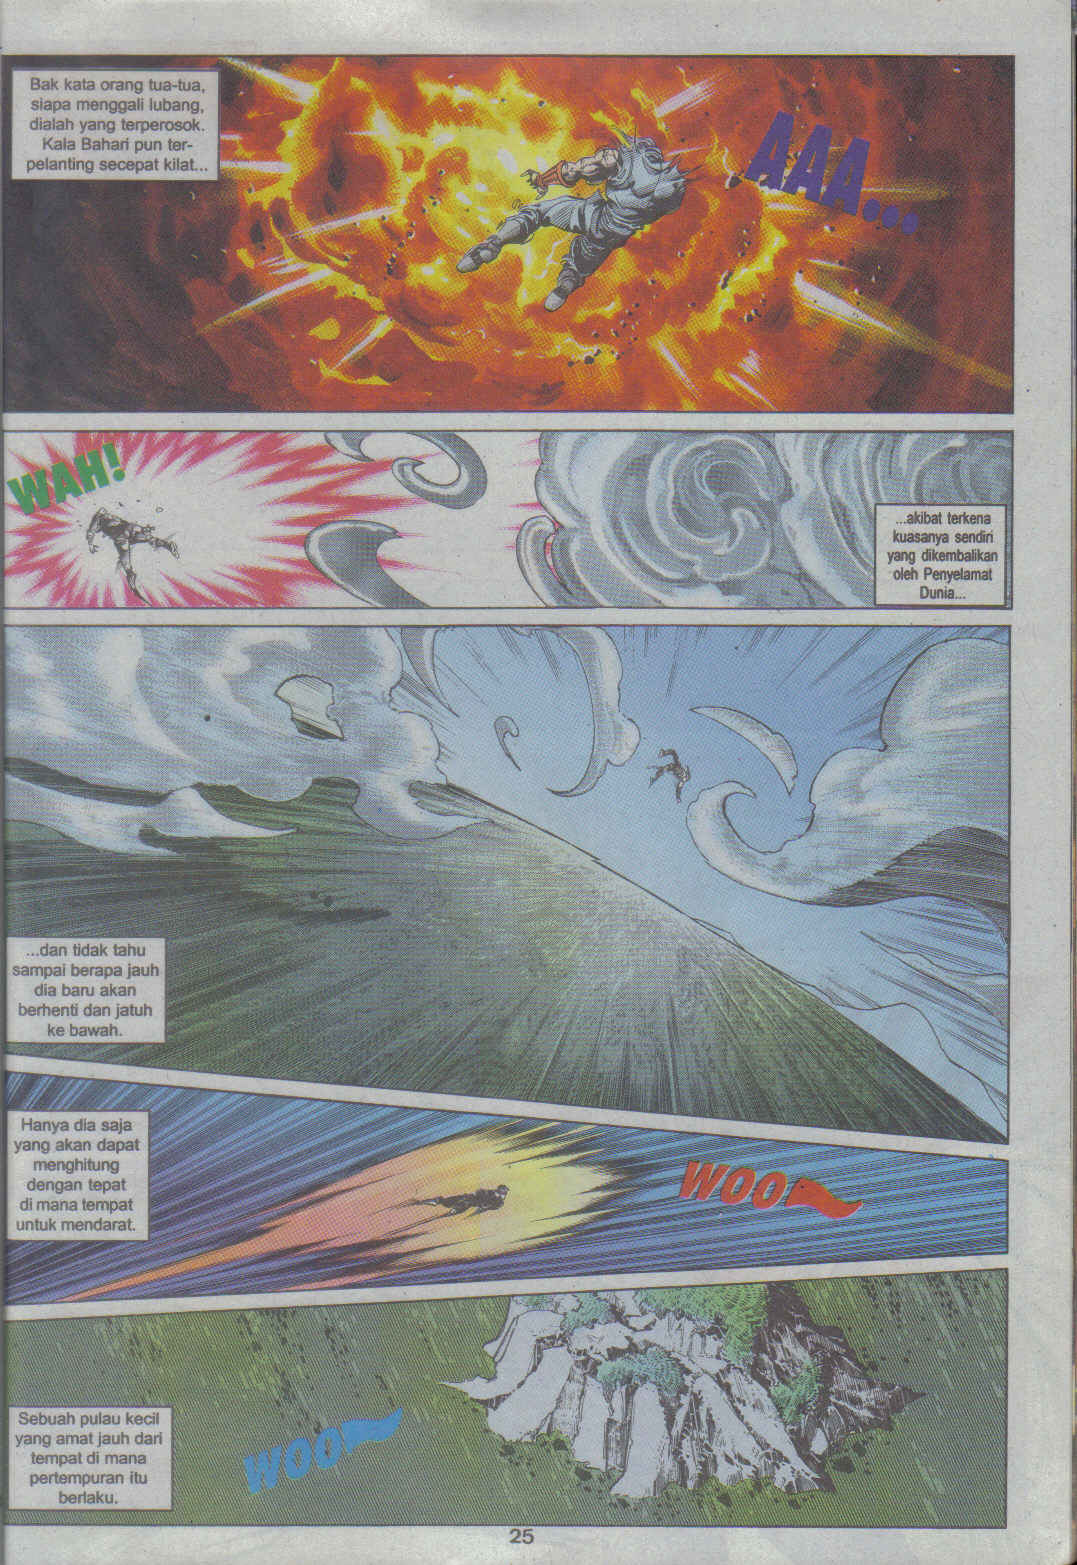 Bak kata orang tua-tua,
siapa menggali lubang,
dialah yang terperosok.
Kala Bahari pun ter-
pelanting secepat kilat...
AAA...
WAH!
...akibat terkena
kuasanya sendiri
yang dikembalikan
oleh Penyelamat
Dunia...
...dan tidak tahu
sampai berapa jauh
dia baru akan
berhenti dan jatuh
ke bawah.
Hanya dia saja
yang akan dapat
menghitung
dengan tepat
di mana tempat
untuk mendarat.
WOO
Sebuah pulau kecil
yang amat jauh dari
tempat di mana
pertempuran itu
berlaku.
WOO
25